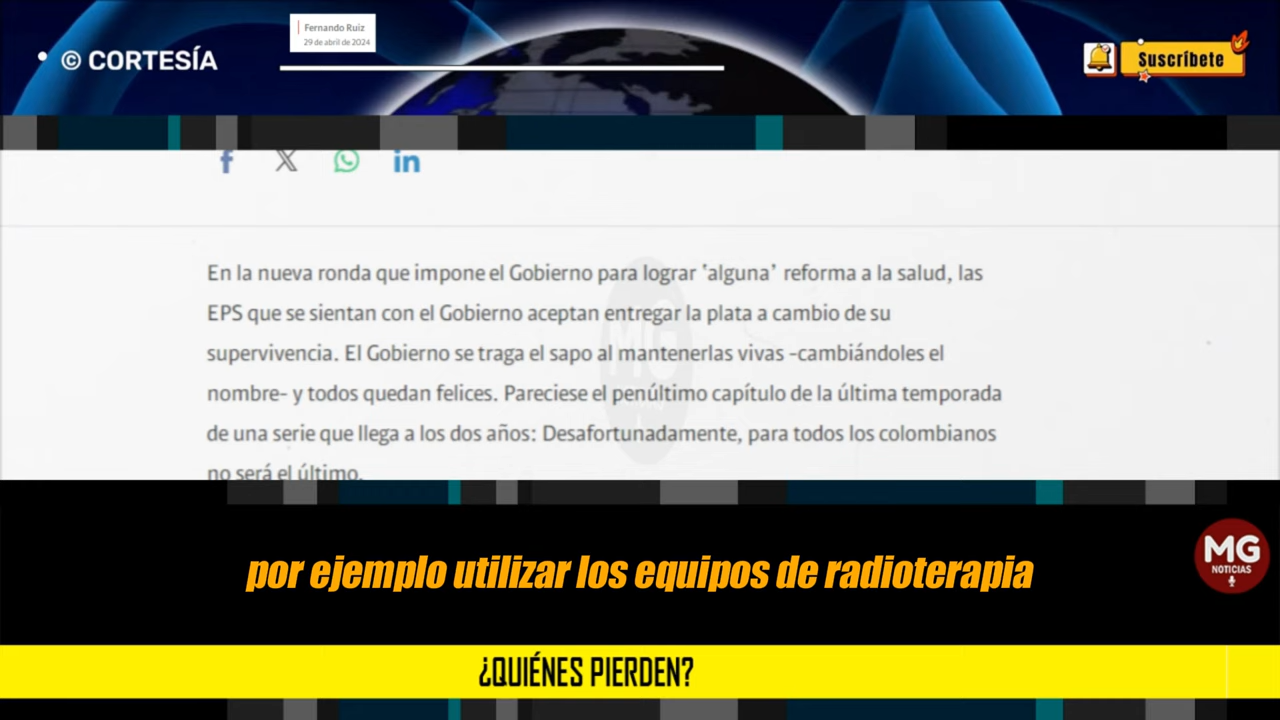 Fernando Ruiz
29 de abril de 2024
© CORTESÍA
Suscríbete
En la nueva ronda que impone el Gobierno para lograr ‘alguna’ reforma a la salud, las
EPS que se sientan con el Gobierno aceptan entregar la plata a cambio de su
supervivencia. El Gobierno se traga el sapo al mantenerlas vivas -cambiándoles el
nombre- y todos quedan felices. Pareciese el penúltimo capítulo de la última temporada
de una serie que llega a los dos años: Desafortunadamente, para todos los colombianos
no será el último.
por ejemplo utilizar los equipos de radioterapia
MG
NOTICIAS
¿QUIÉNES PIERDEN?